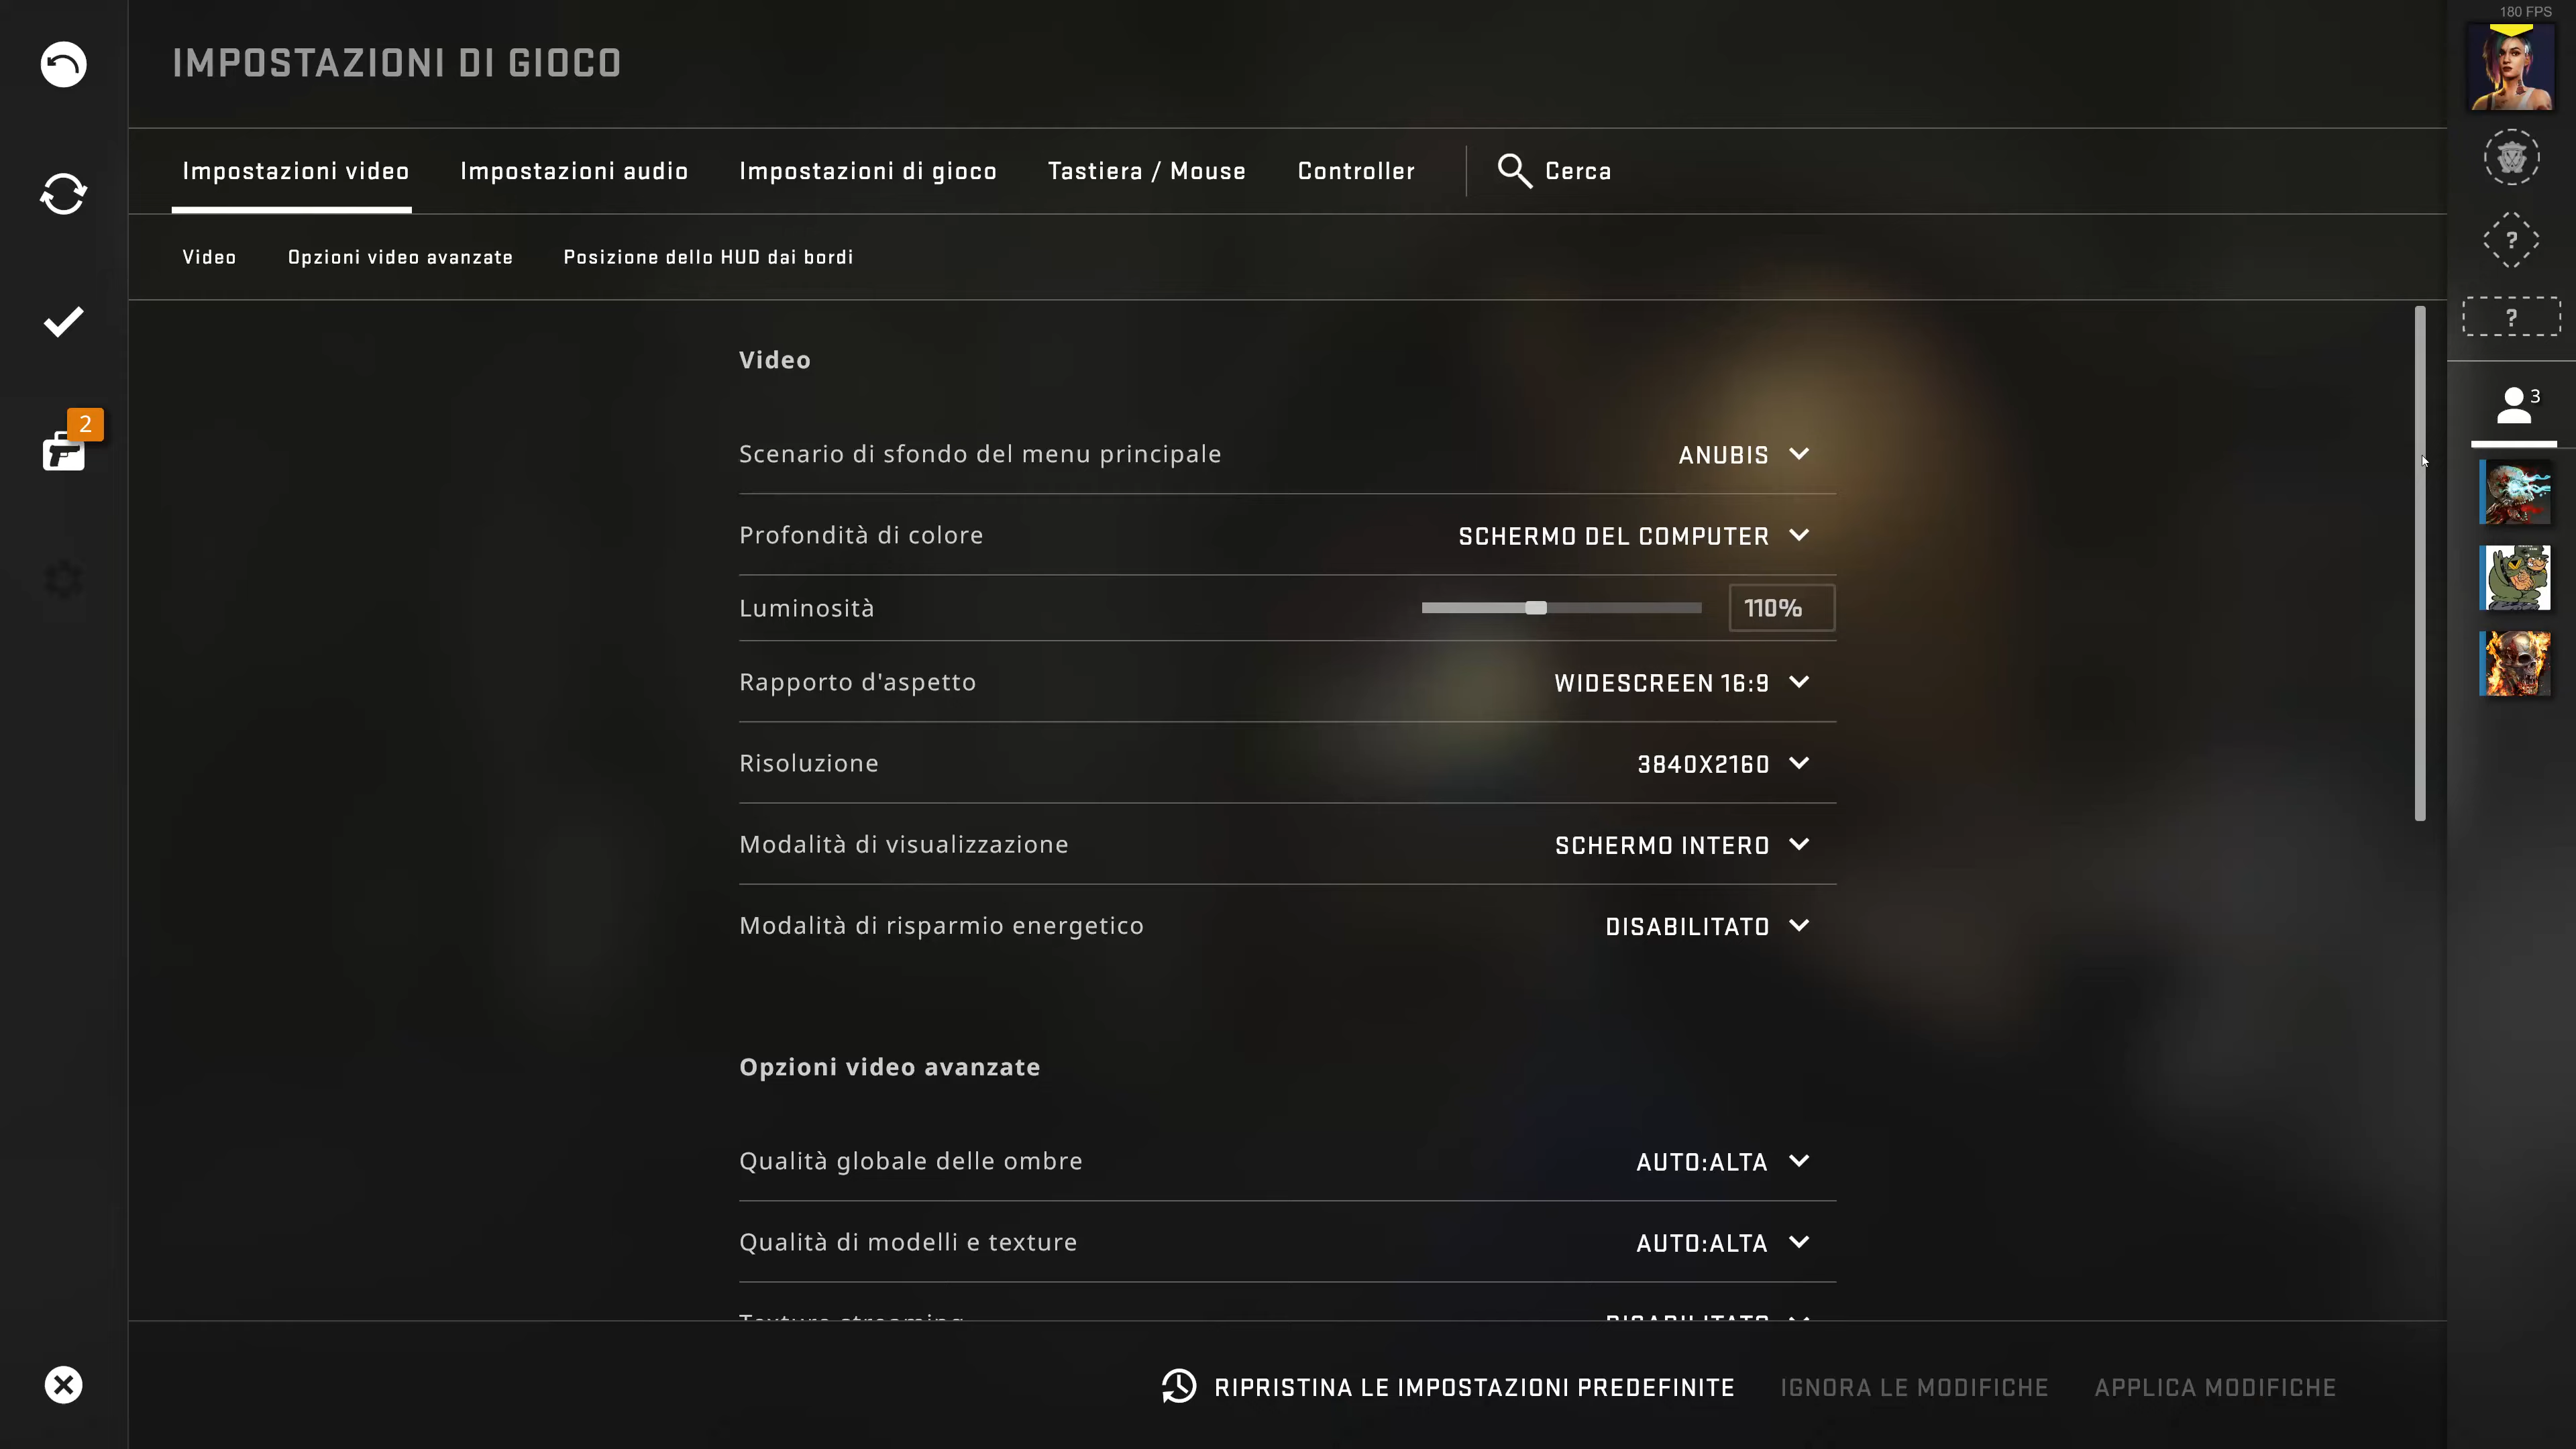 180 FPS
IMPOSTAZIONI DI GIOCO
Impostazioni video Impostazioni audio Impostazioni di gioco Tastiera / Mouse Controller Cerca
Video Opzioni video avanzate Posizione dello HUD dai bordi
?
?
3
2
Video
Scenario di sfondo del menu principale ANUBIS
Profondità di colore SCHERMO DEL COMPUTER
Luminosità 110%
Rapporto d'aspetto WIDESCREEN 16:9
Risoluzione 3840X2160
Modalità di visualizzazione SCHERMO INTERO
Modalità di risparmio energetico DISABILITATO
Opzioni video avanzate
Qualità globale delle ombre AUTO:ALTA
Qualità di modelli e texture AUTO:ALTA
Texture streaming DISABILITATO
RIPRISTINA LE IMPOSTAZIONI PREDEFINITE IGNORA LE MODIFICHE APPLICA MODIFICHE